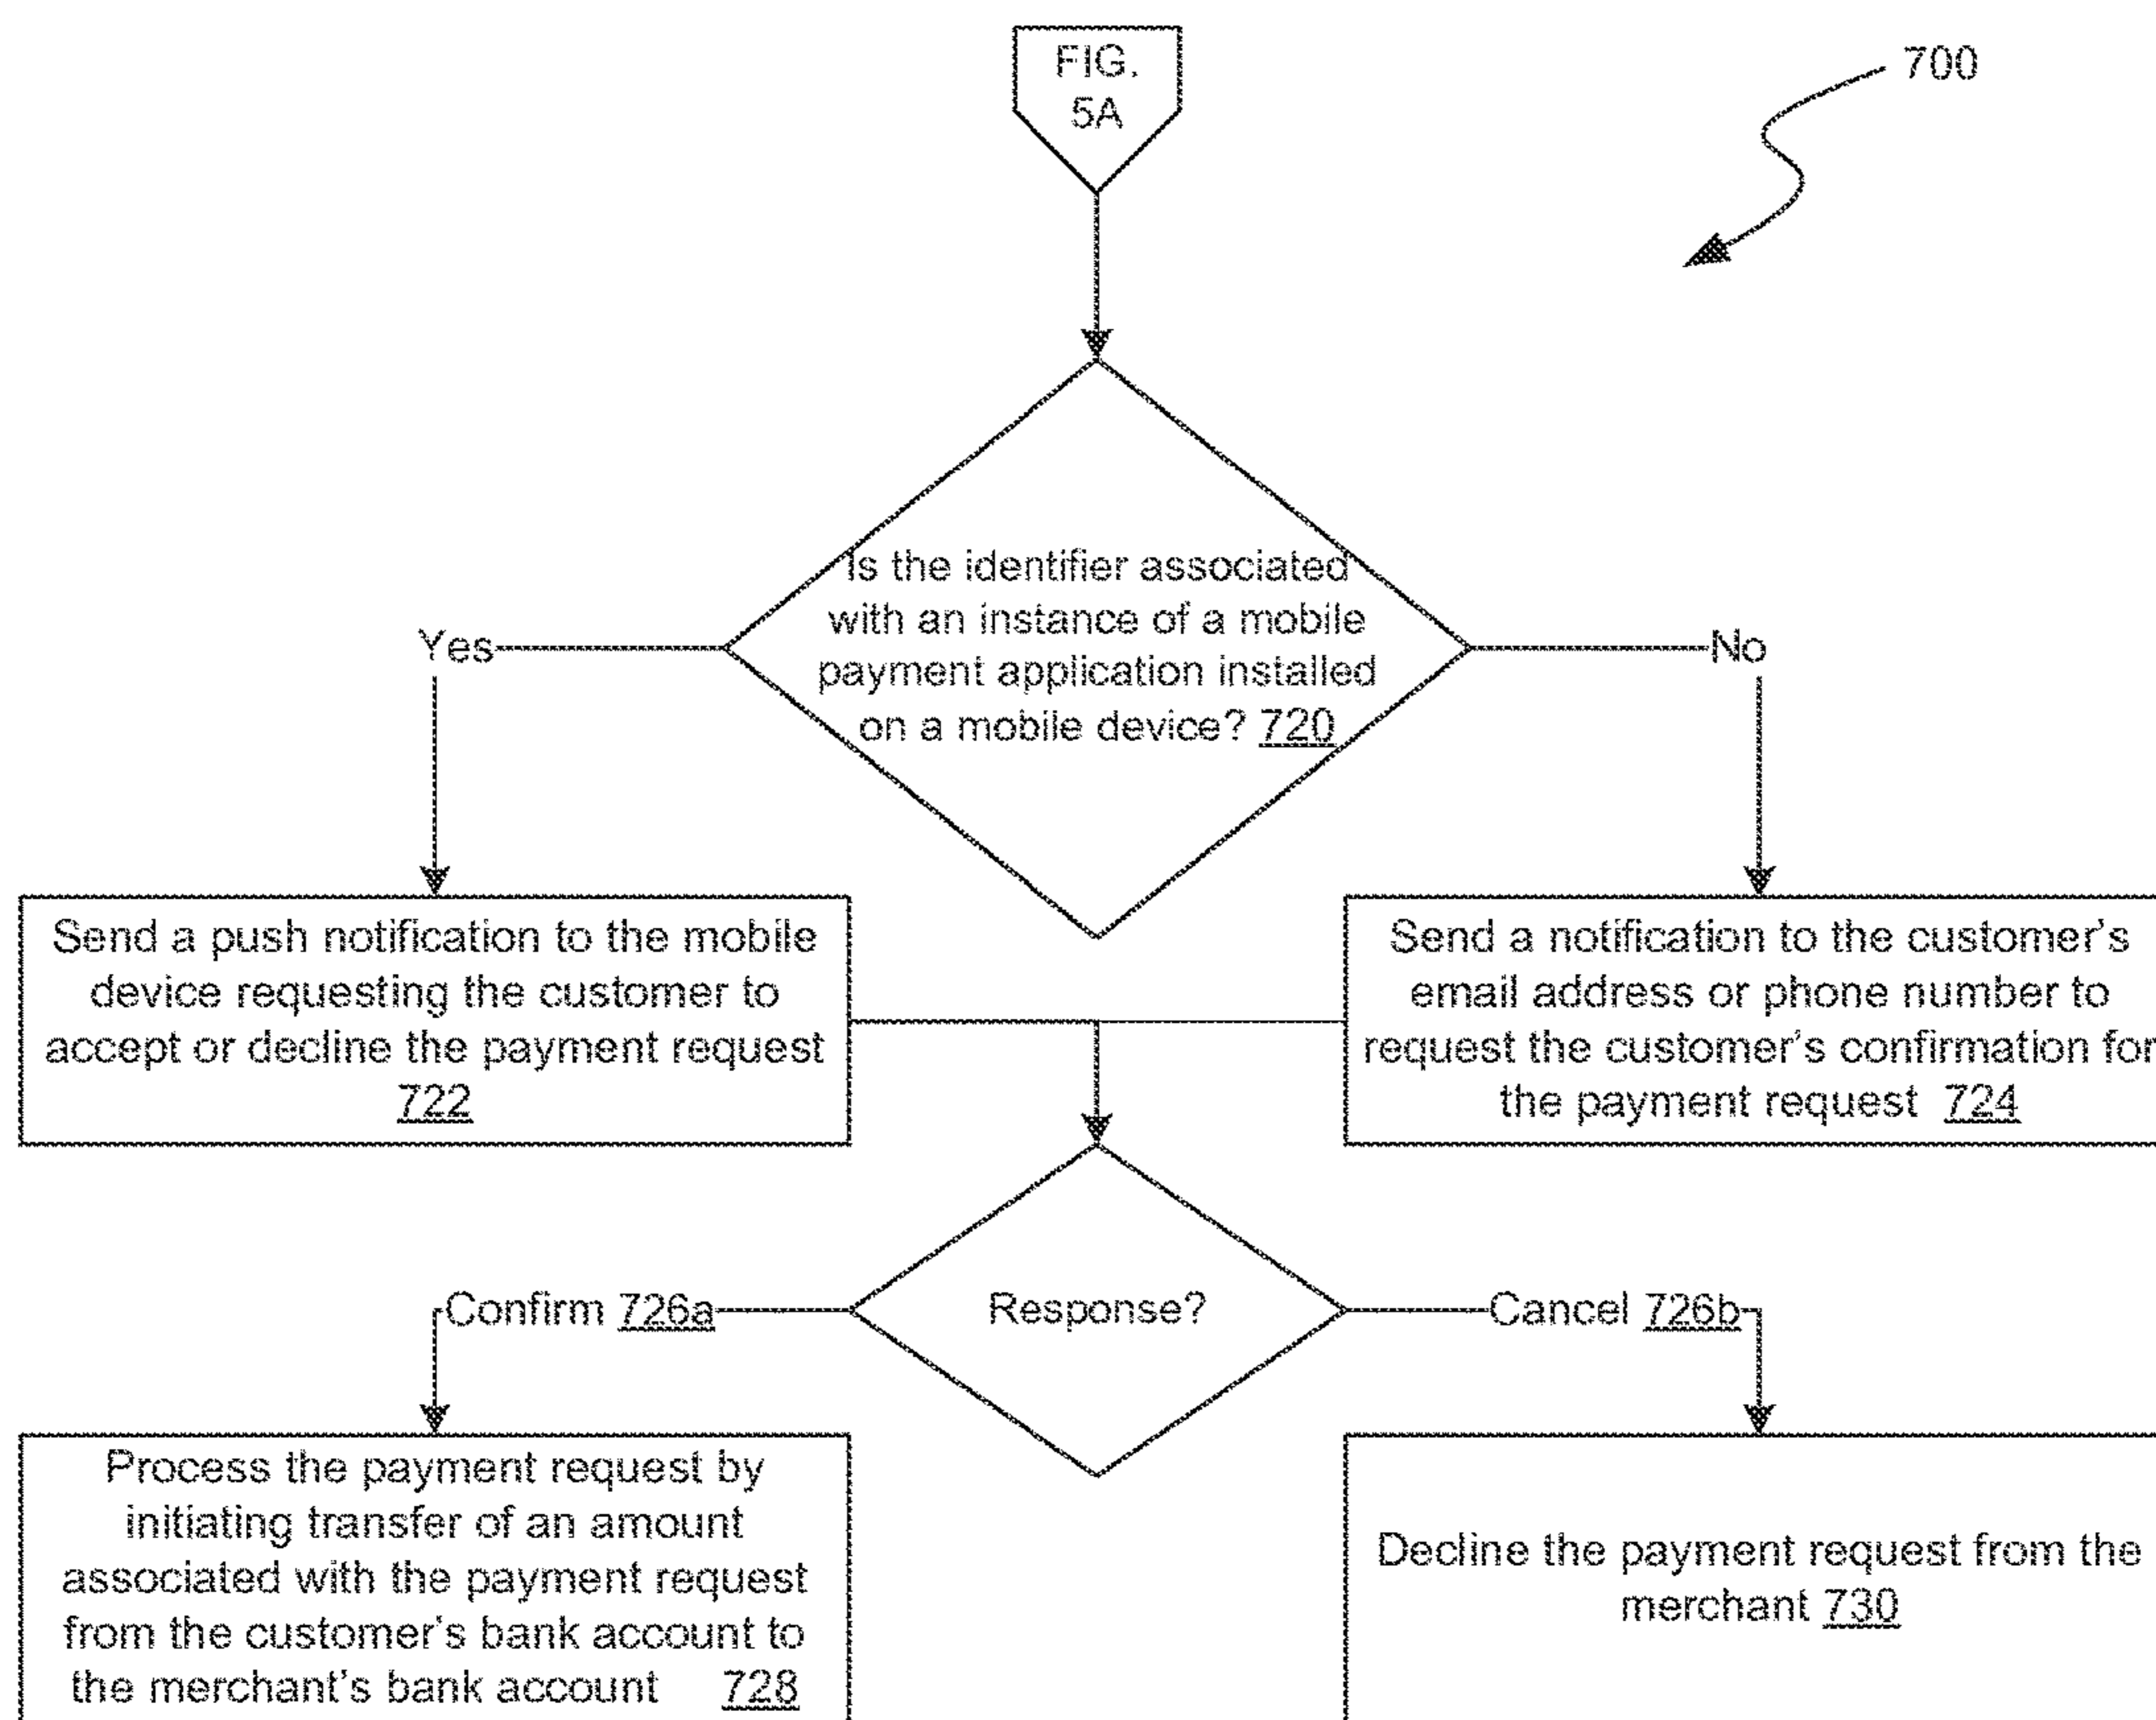 FIG.
5A
700
Is the identifier associated
with an instance of a mobile
payment application installed
on a mobile device? 720
Yes
No
Send a push notification to the mobile
device requesting the customer to
accept or decline the payment request
722
Send a notification to the customer's
email address or phone number to
request the customer's confirmation for
the payment request 724
Response?
Confirm 726a
Cancel 726b
Process the payment request by
initiating transfer of an amount
associated with the payment request
from the customer's bank account to
the merchant's bank account 728
Decline the payment request from the
merchant 730